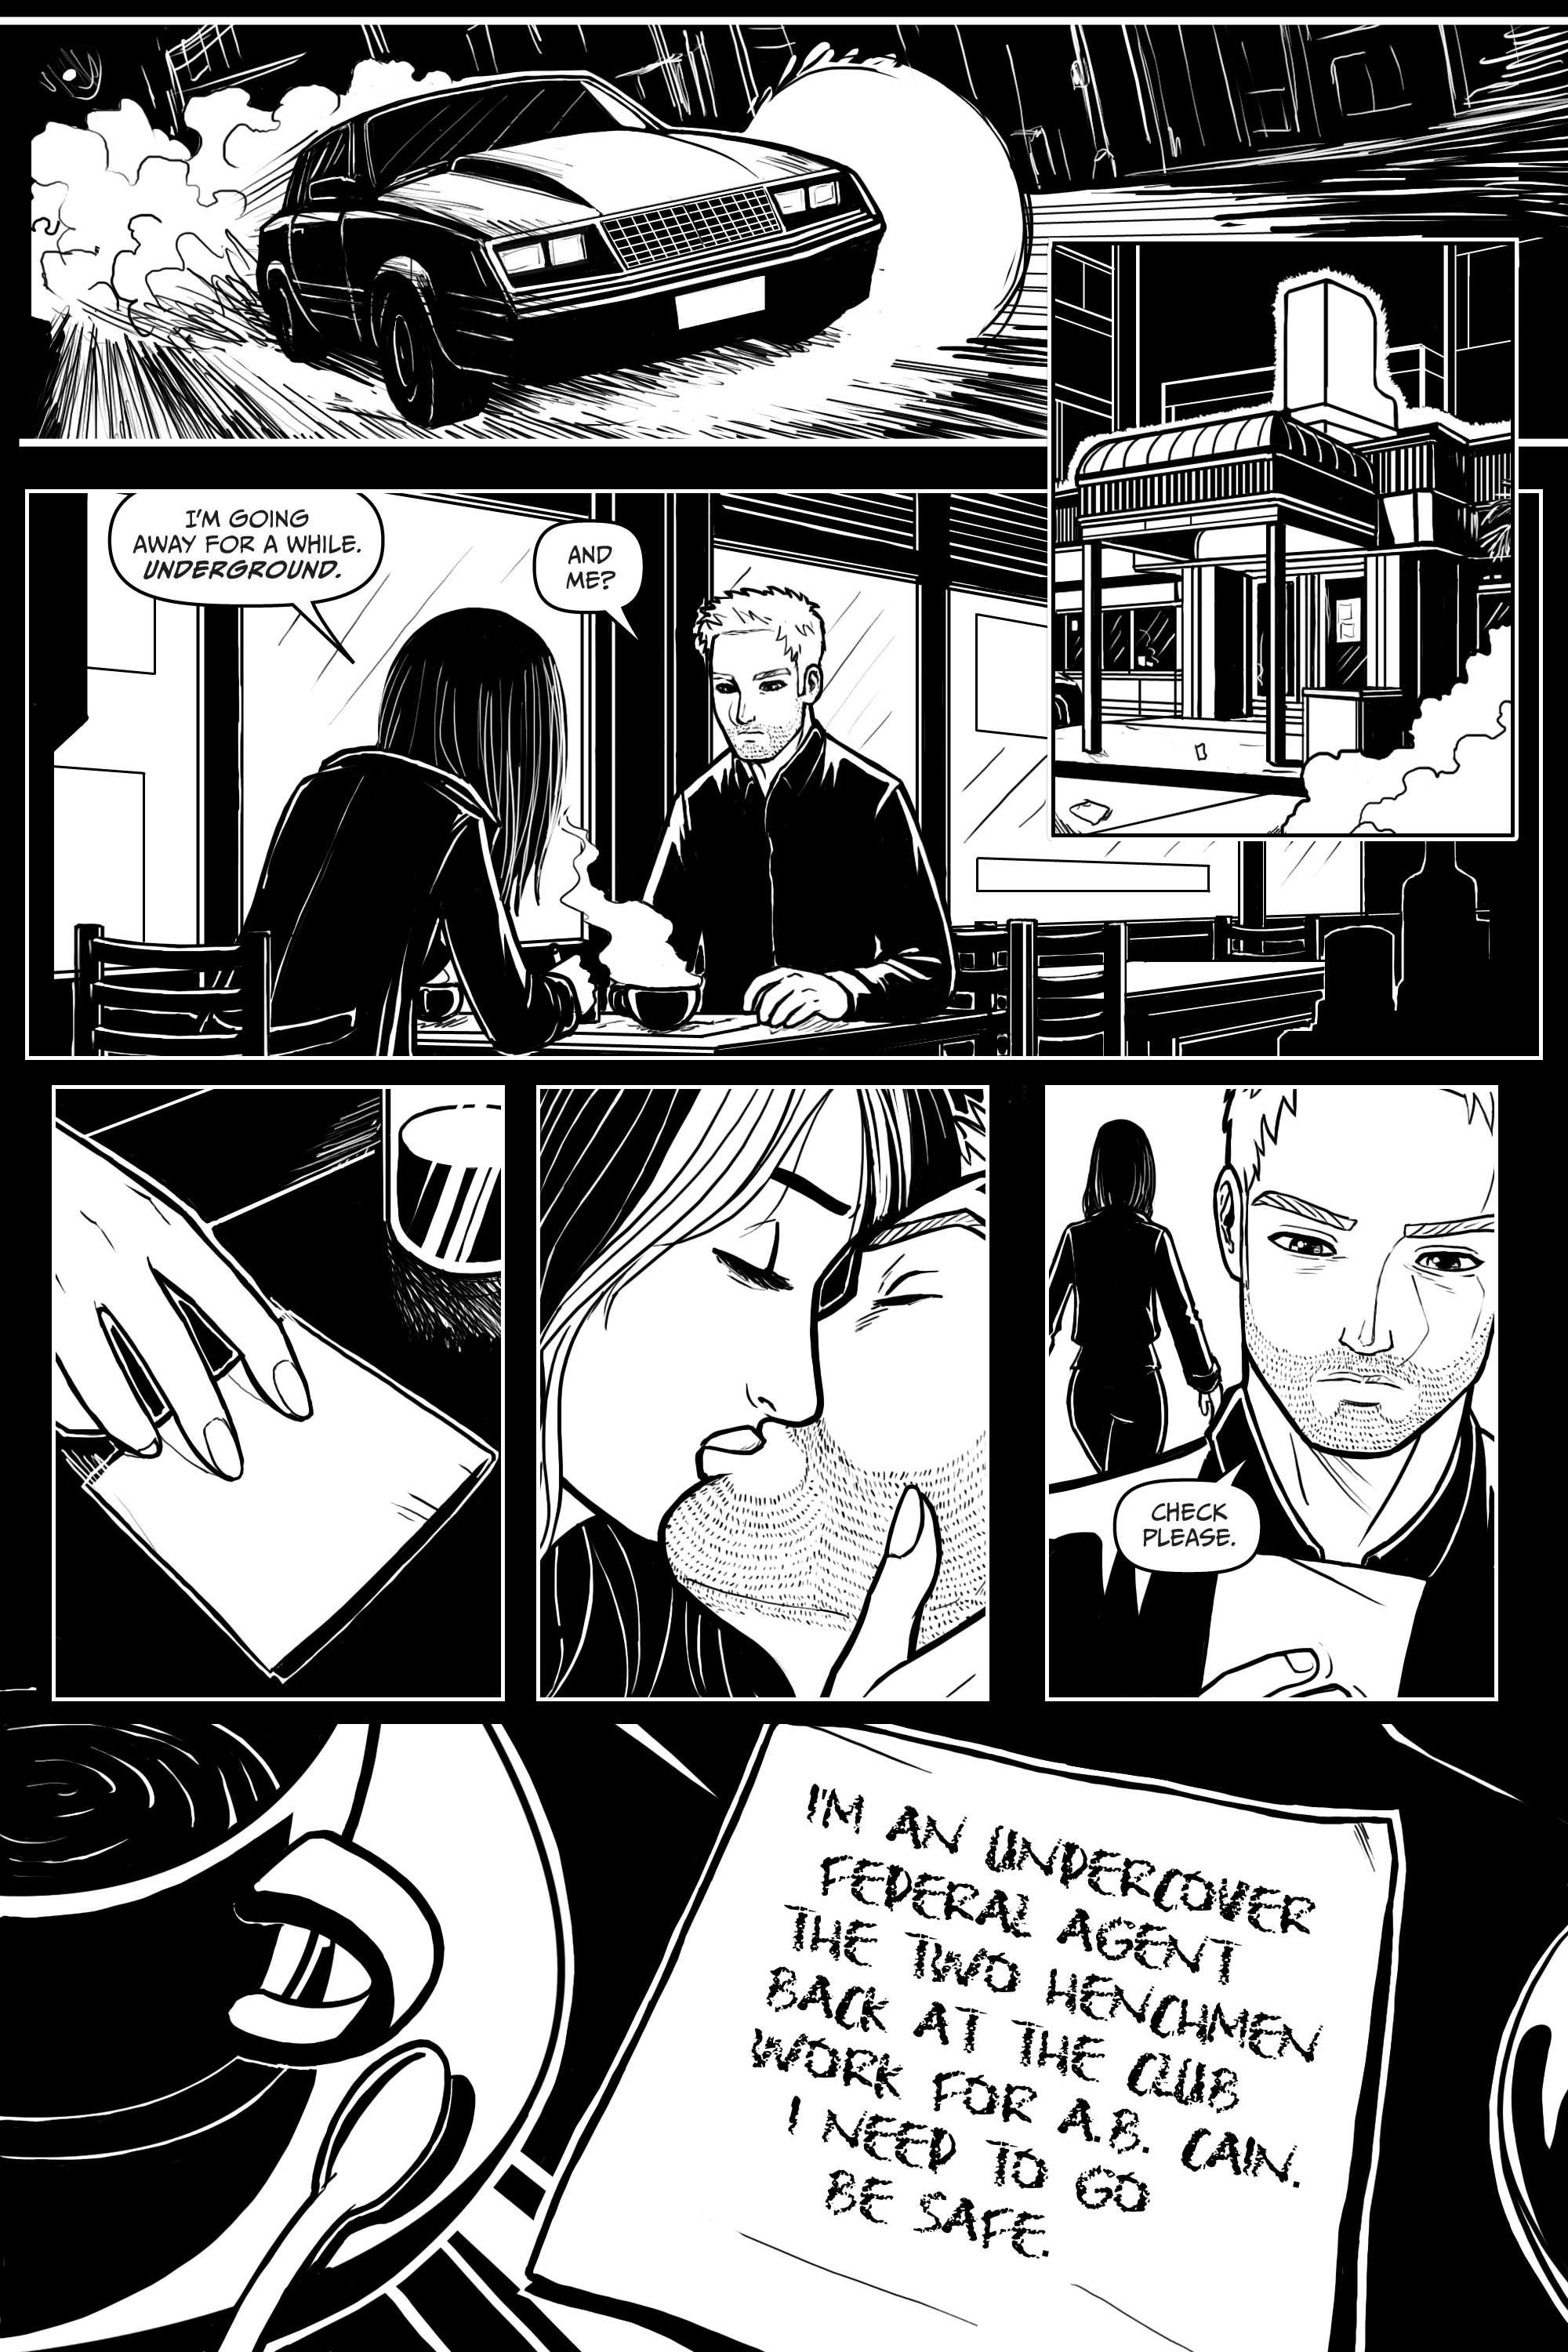 I'M GOING
AWAY FOR A WHILE.
UNDERGROUND.
AND
ME?
CHECK
PLEASE.
I'M AN UNDERCOVER
FEDERAL AGENT
THE TWO HENCHMEN
BACK AT THE CLUB
WORK FOR A.B. CAIN.
I NEED TO GO
BE SAFE.